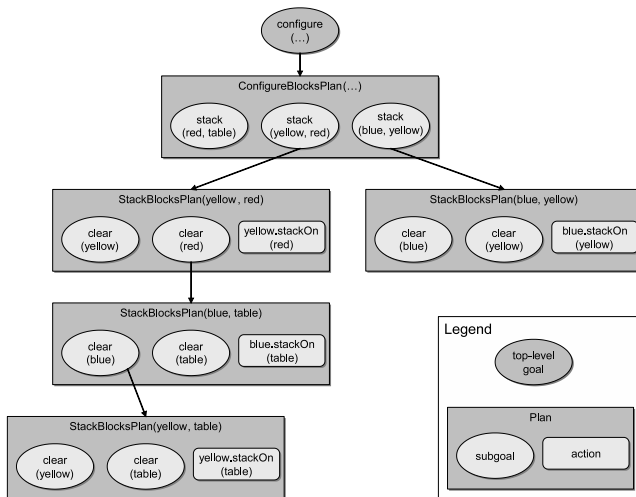 configure
(...)
ConfigureBlocksPlan(...)
stack
(red, table)
stack
(yellow, red)
stack
(blue, yellow)
StackBlocksPlan(yellow, red)
clear
(yellow)
clear
(red)
yellow.stackOn
(red)
StackBlocksPlan(blue, yellow)
clear
(blue)
clear
(yellow)
blue.stackOn
(yellow)
StackBlocksPlan(blue, table)
clear
(blue)
clear
(table)
blue.stackOn
(table)
StackBlocksPlan(yellow, table)
clear
(yellow)
clear
(table)
yellow.stackOn
(table)
Legend
top-level
goal
Plan
subgoal
action